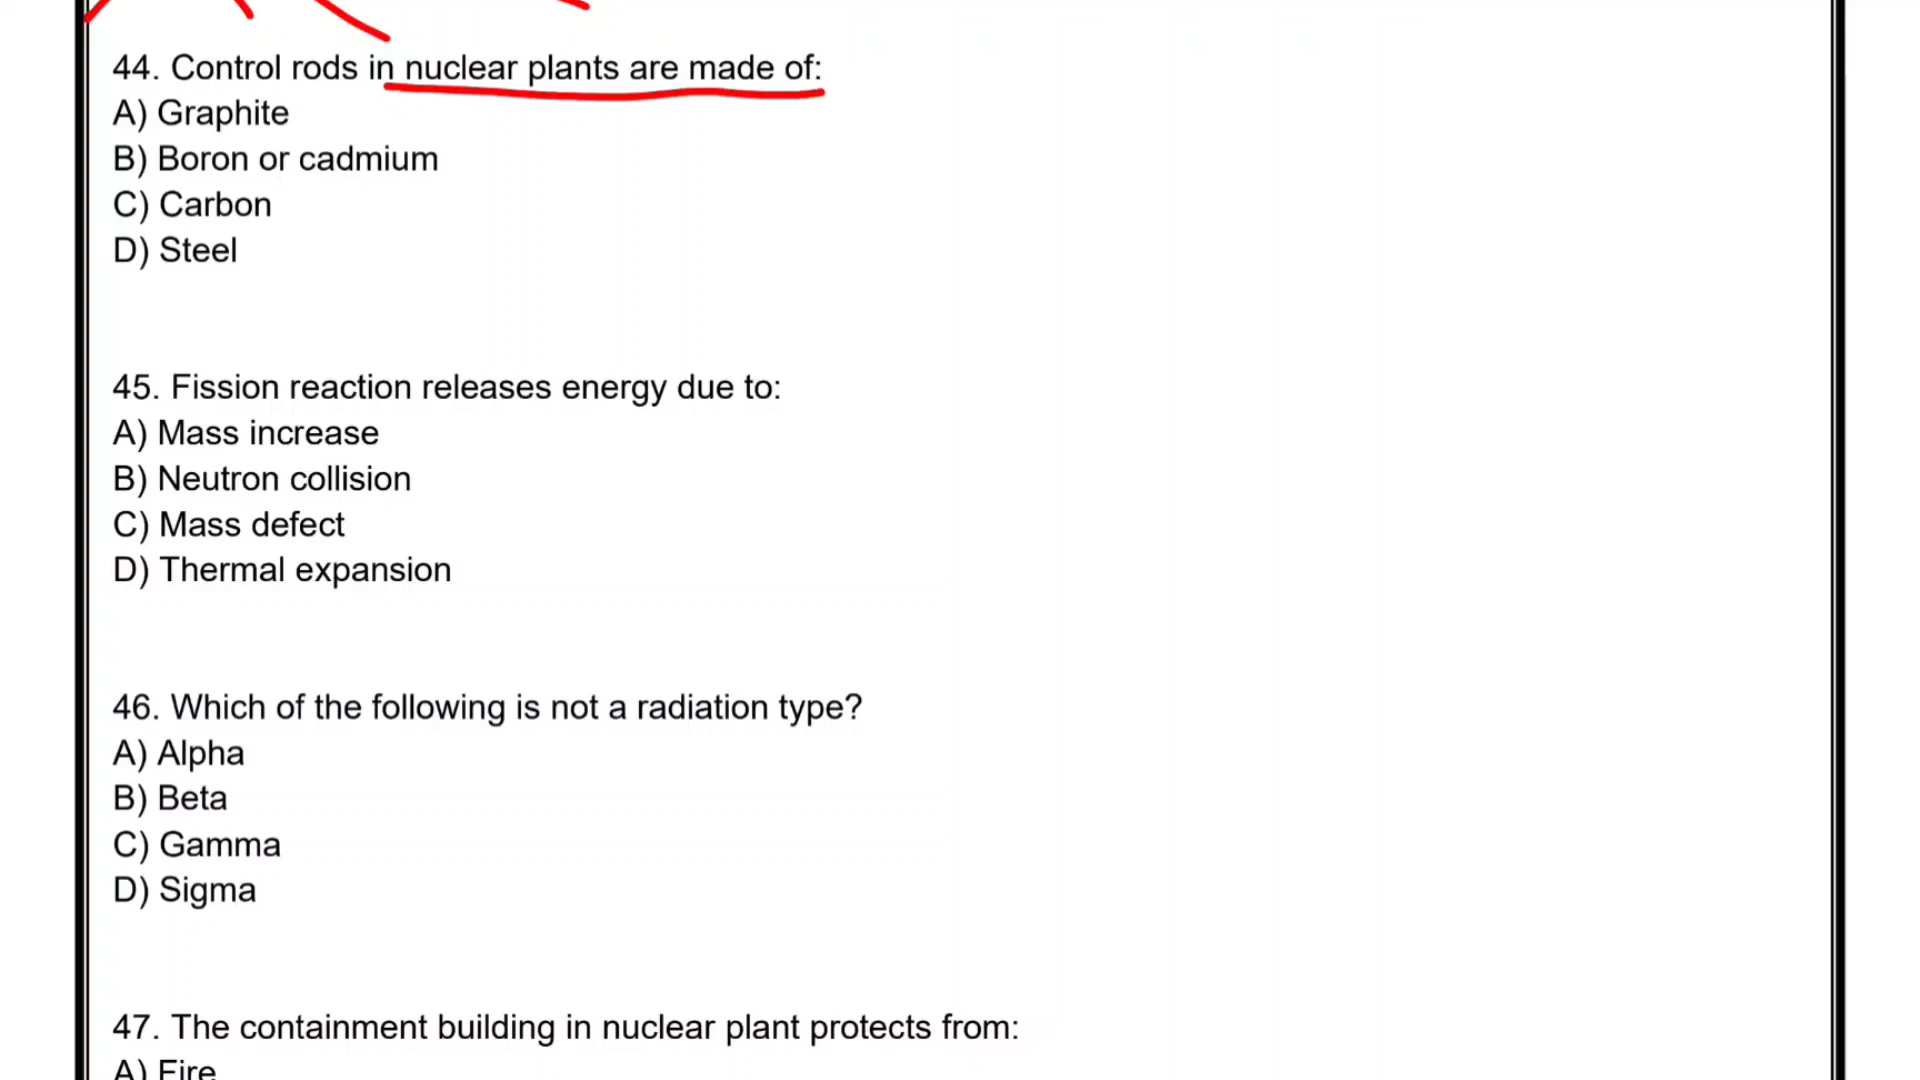 44. Control rods in nuclear plants are made of:
A) Graphite
B) Boron or cadmium
C) Carbon
D) Steel
45. Fission reaction releases energy due to:
A) Mass increase
B) Neutron collision
C) Mass defect
D) Thermal expansion
46. Which of the following is not a radiation type?
A) Alpha
B) Beta
C) Gamma
D) Sigma
47. The containment building in nuclear plant protects from:
A) Fire